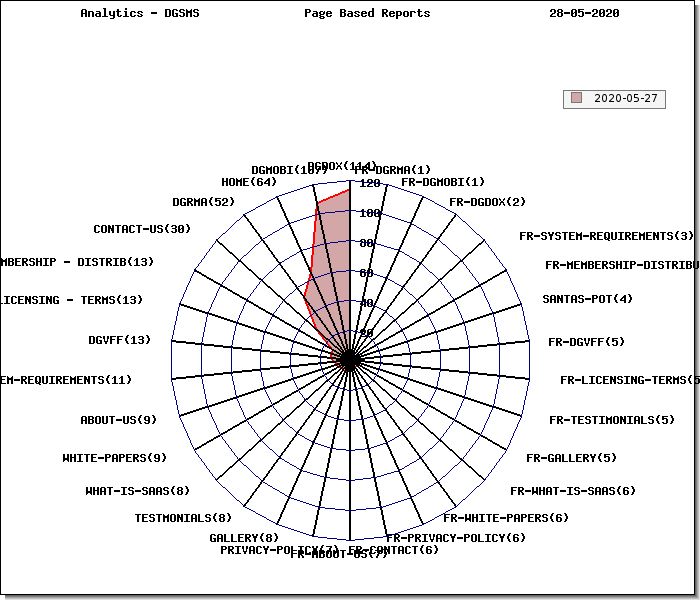 Analytics - DGSMS Page Based Reports 28-05-2020
2020-05-27
DGDOX(114)
DGMOBI(107) FR-DGRMA(1)
HOME(64) FR-DGMOBI(1)
DGRMA(52) FR-DGDOX(2)
CONTACT-US(30) FR-SYSTEM-REQUIREMENTS(3)
MBERSHIP - DISTRIB(13) FR-MEMBERSHIP-DISTRIBU
LICENSING - TERMS(13) SANTAS-POT(4)
DGVFF(13) FR-DGVFF(5)
EM-REQUIREMENTS(11) FR-LICENSING-TERMS(5
ABOUT-US(9) FR-TESTIMONIALS(5)
WHITE-PAPERS(9) FR-GALLERY(5)
WHAT-IS-SAAS(8) FR-WHAT-IS-SAAS(6)
TESTMONIALS(8) FR-WHITE-PAPERS(6)
GALLERY(8) FR-PRIVACY-POLICY(6)
PRIVACY-POLICY(7) FR-CONTACT(6)
FR-ABOUT-US(7)
120
100
80
60
40
20